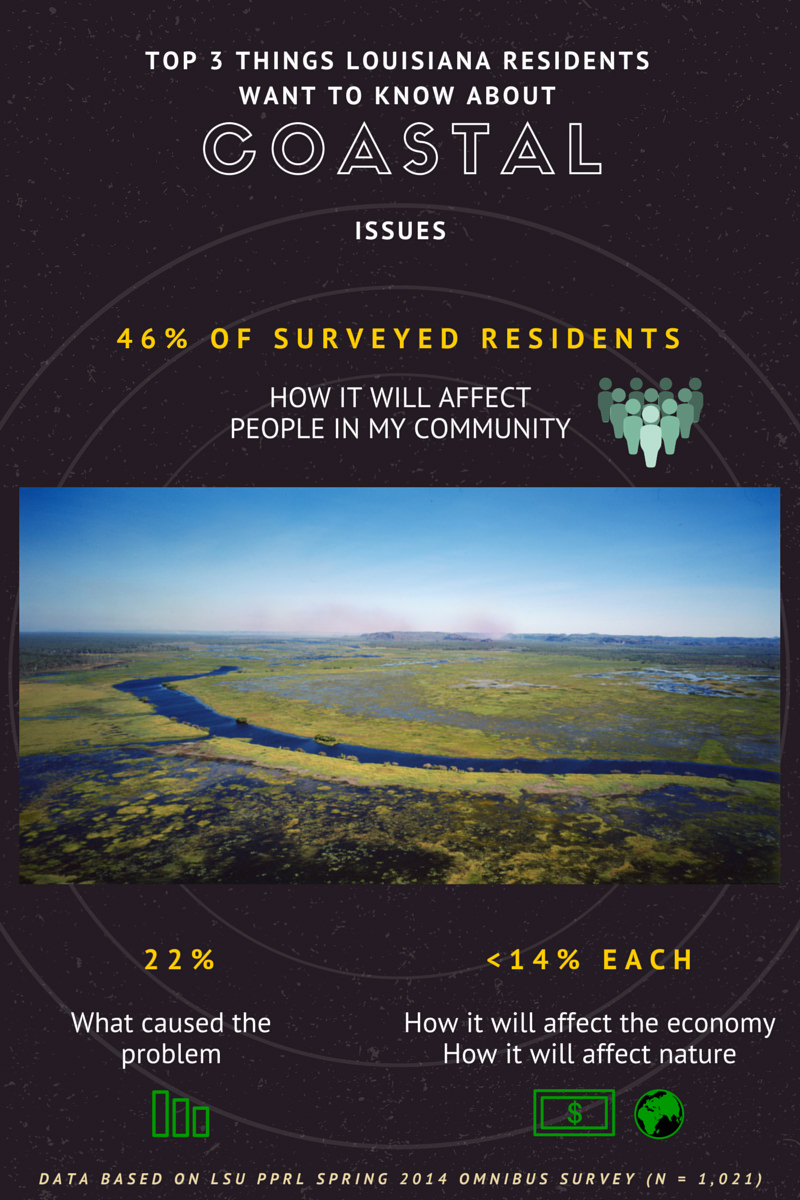 TOP 3 THINGS LOUISIANA RESIDENTS
WANT TO KNOW ABOUT
COASTAL
ISSUES
46% OF SURVEYED RESIDENTS
HOW IT WILL AFFECT
PEOPLE IN MY COMMUNITY
22%
What caused the
problem
<14% EACH
How it will affect the economy
How it will affect nature
$
DATA BASED ON LSU PPRL SPRING 2014 OMNIBUS SURVEY (N = 1,021)